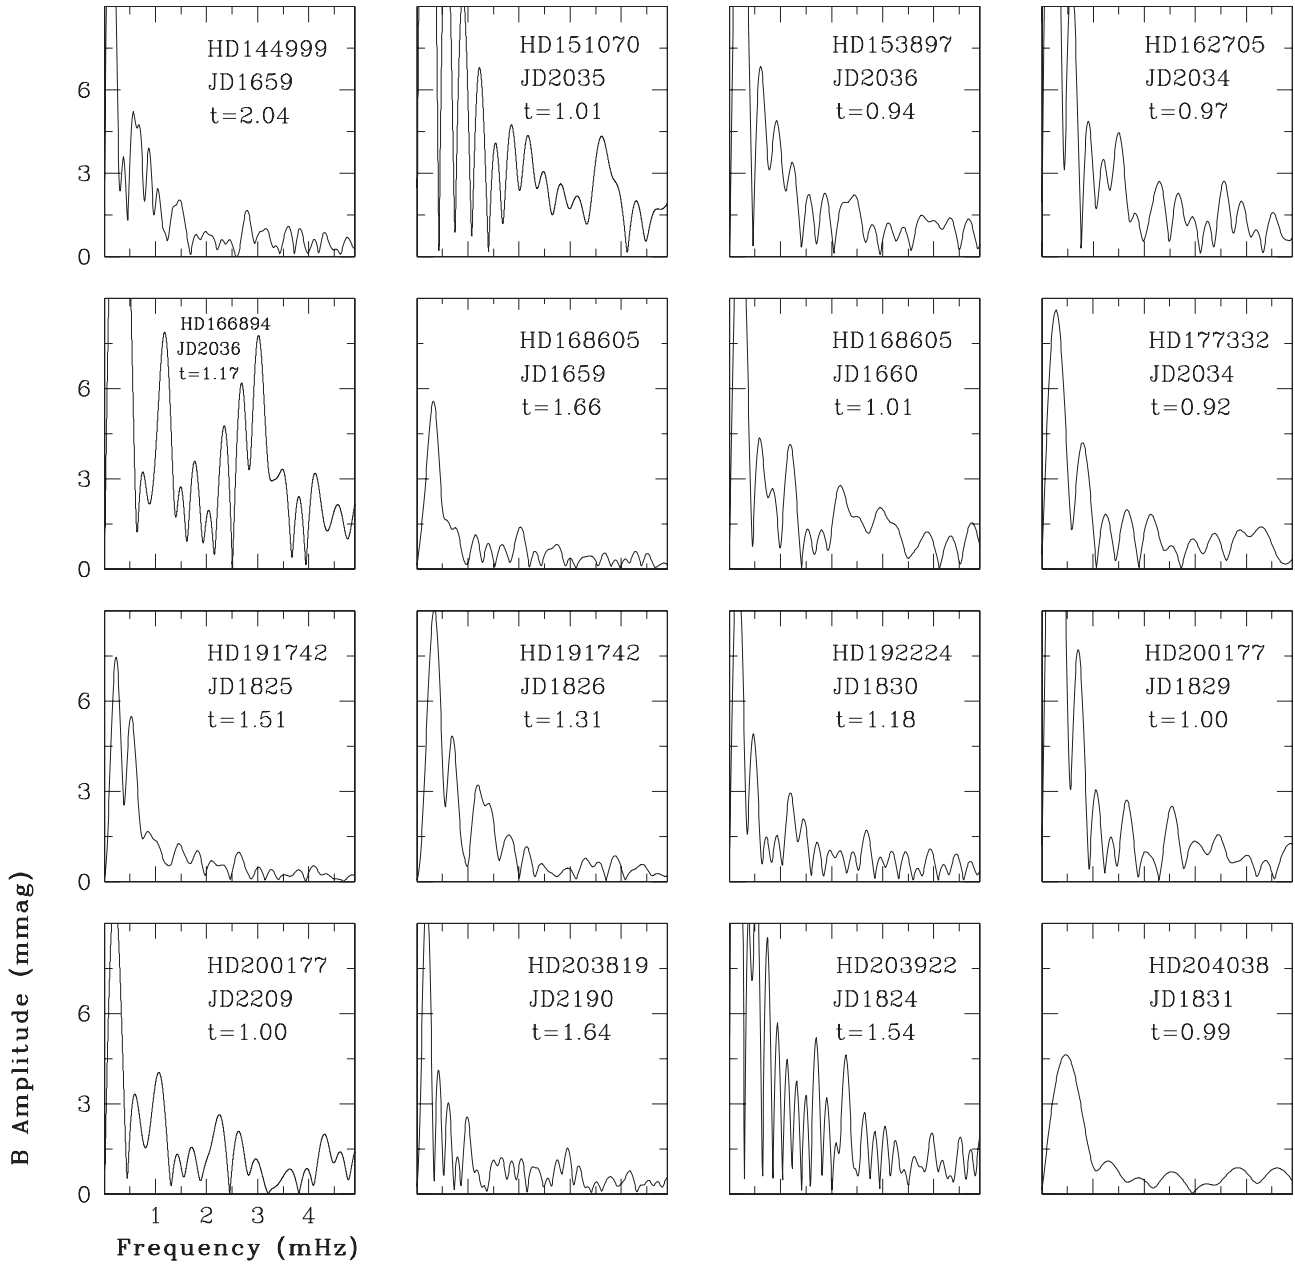 HD144999
JD1659
t=2.04
HD151070
JD2035
t=1.01
HD153897
JD2036
t=0.94
HD162705
JD2034
t=0.97
6
3
0
HD166894
JD2036
t=1.17
HD168605
JD1659
t=1.66
HD168605
JD1660
t=1.01
HD177332
JD2034
t=0.92
6
3
0
HD191742
JD1825
t=1.51
HD191742
JD1826
t=1.31
HD192224
JD1830
t=1.18
HD200177
JD1829
t=1.00
6
3
0
HD200177
JD2209
t=1.00
HD203819
JD2190
t=1.64
HD203922
JD1824
t=1.54
HD204038
JD1831
t=0.99
6
3
0
1 2 3 4
Frequency (mHz)
B Amplitude (mmag)